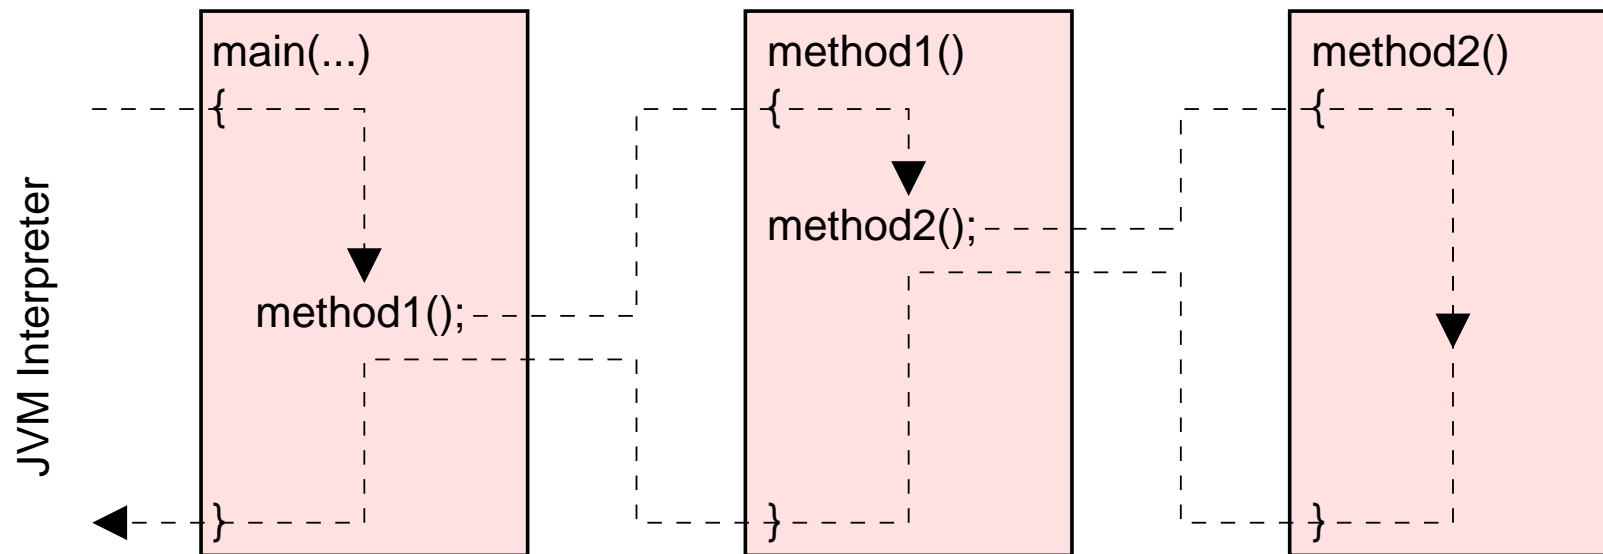 JVM Interpreter
main(...)
{
method1();
}
method1()
{
method2();
}
method2()
{
}